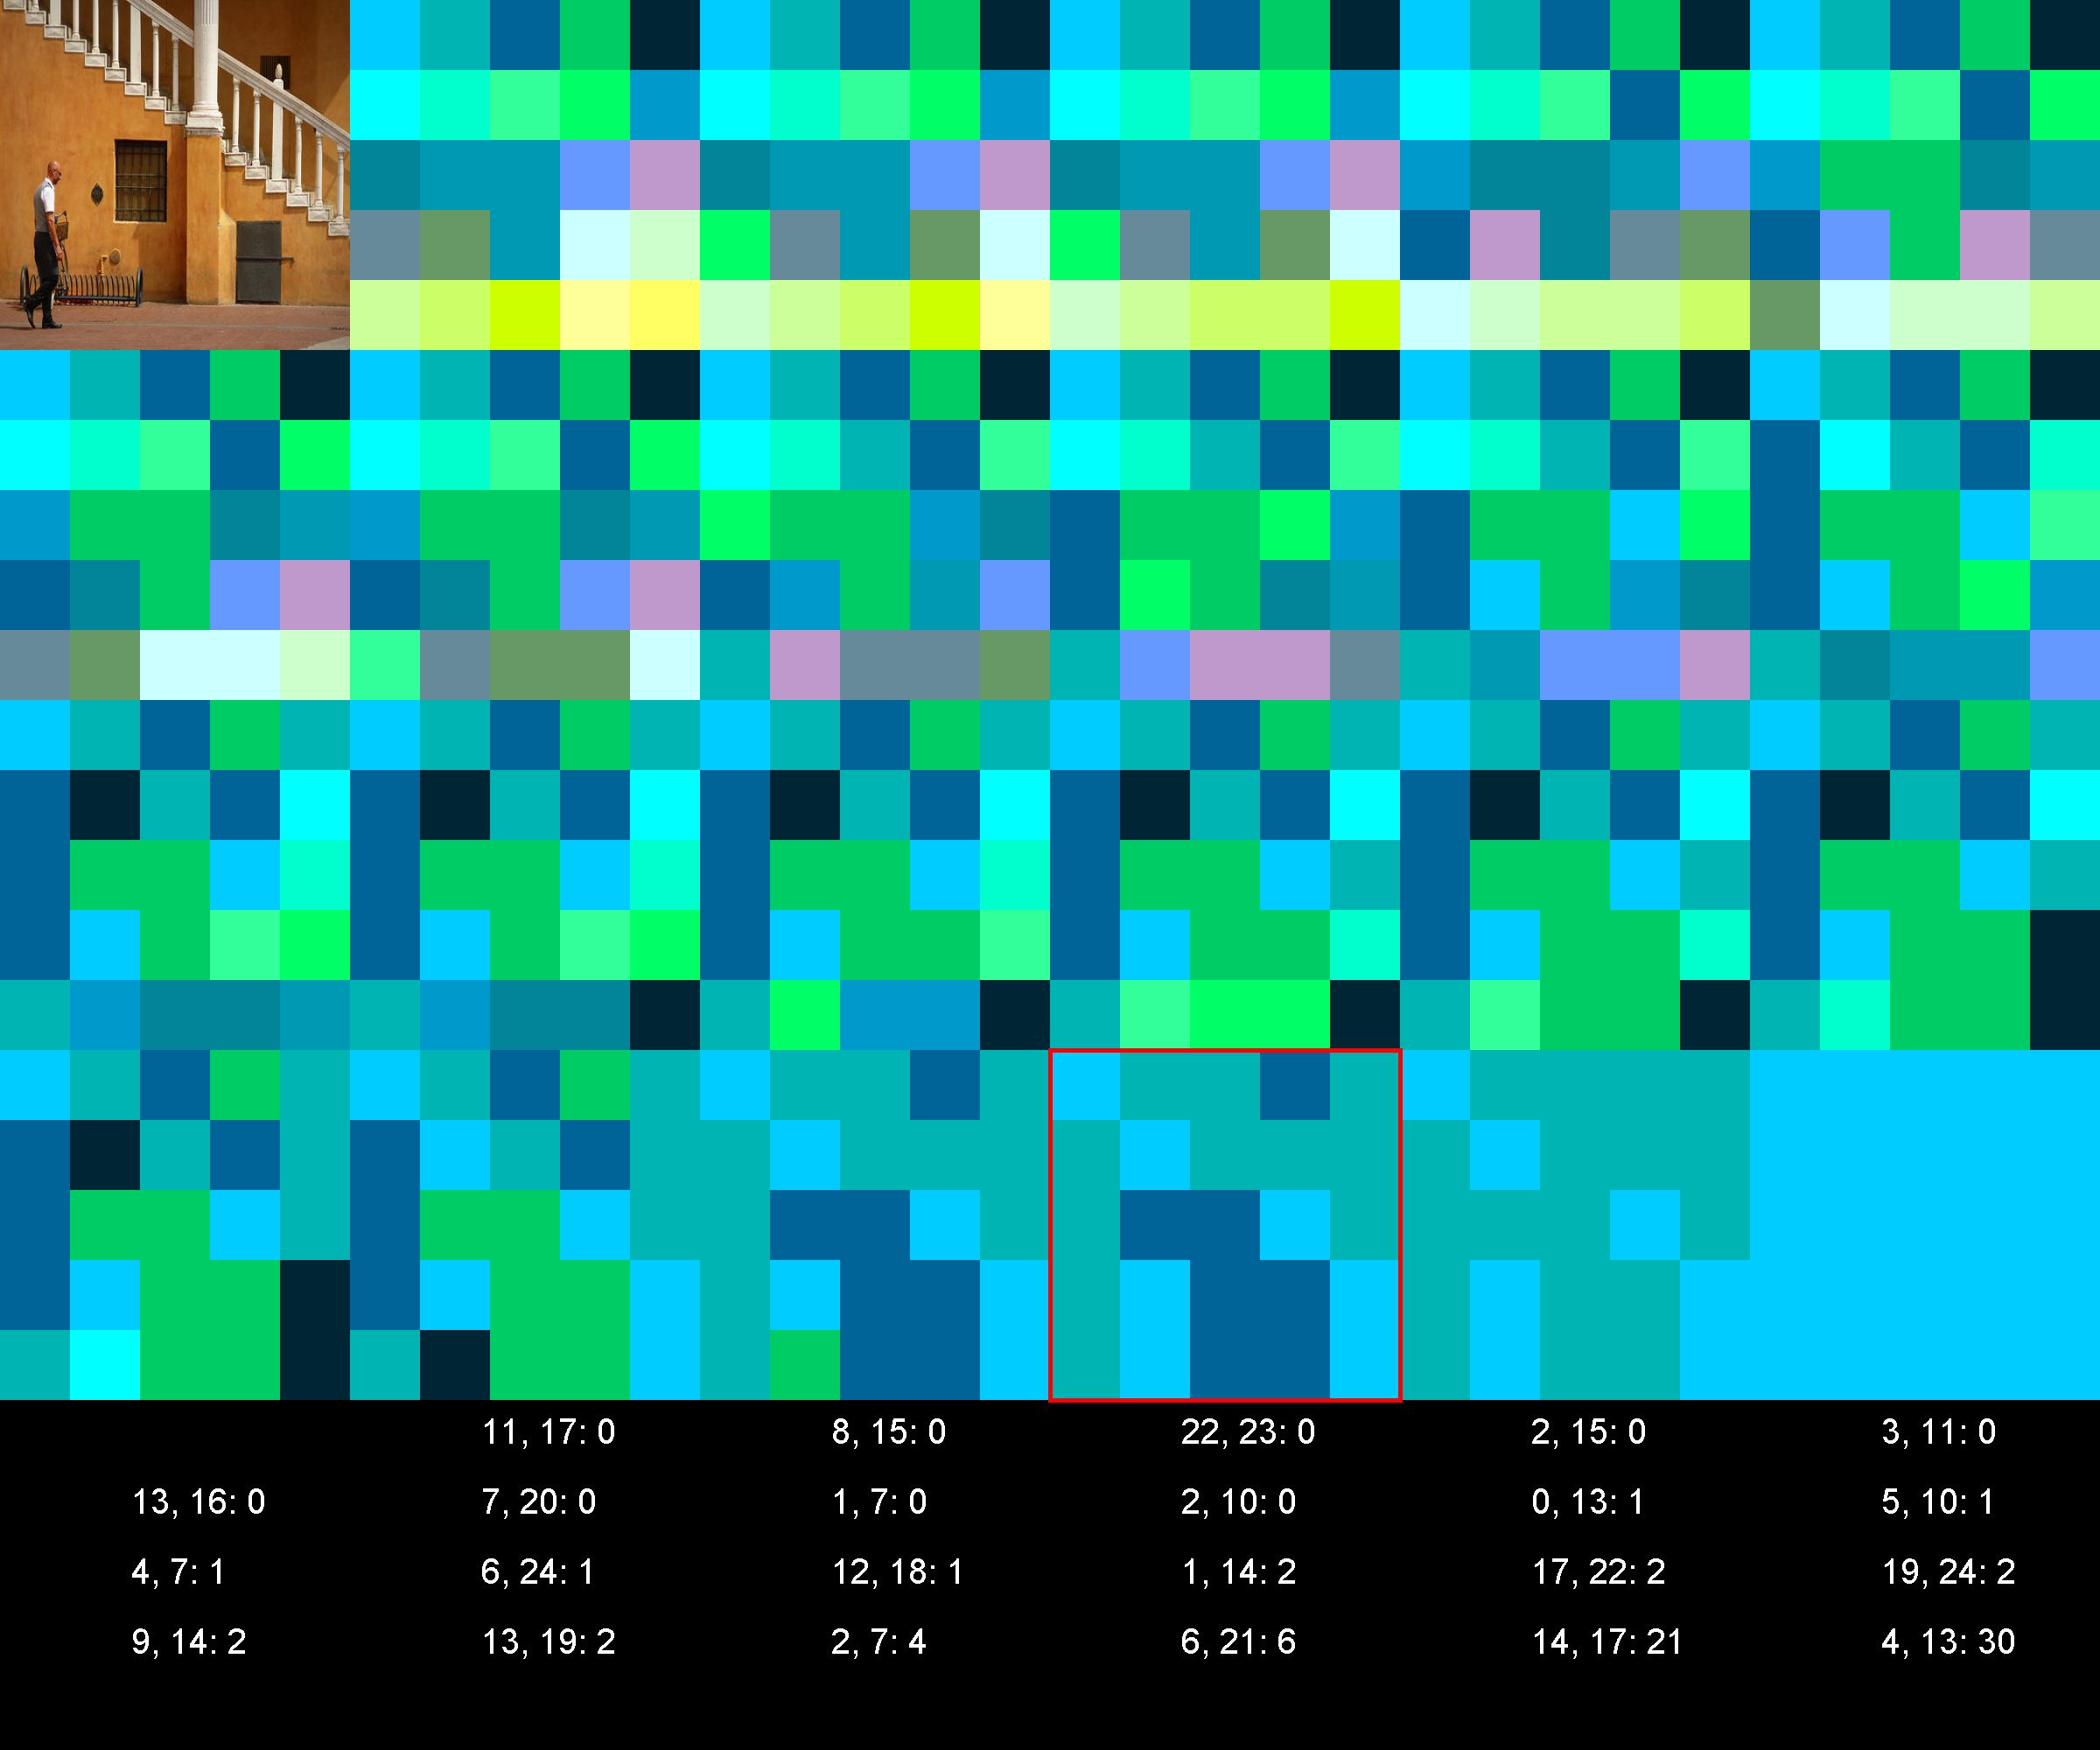 11, 17: 0 8, 15: 0 22, 23: 0 2, 15: 0 3, 11: 0
13, 16: 0 7, 20: 0 1, 7: 0 2, 10: 0 0, 13: 1 5, 10: 1
4, 7: 1 6, 24: 1 12, 18: 1 1, 14: 2 17, 22: 2 19, 24: 2
9, 14: 2 13, 19: 2 2, 7: 4 6, 21: 6 14, 17: 21 4, 13: 30